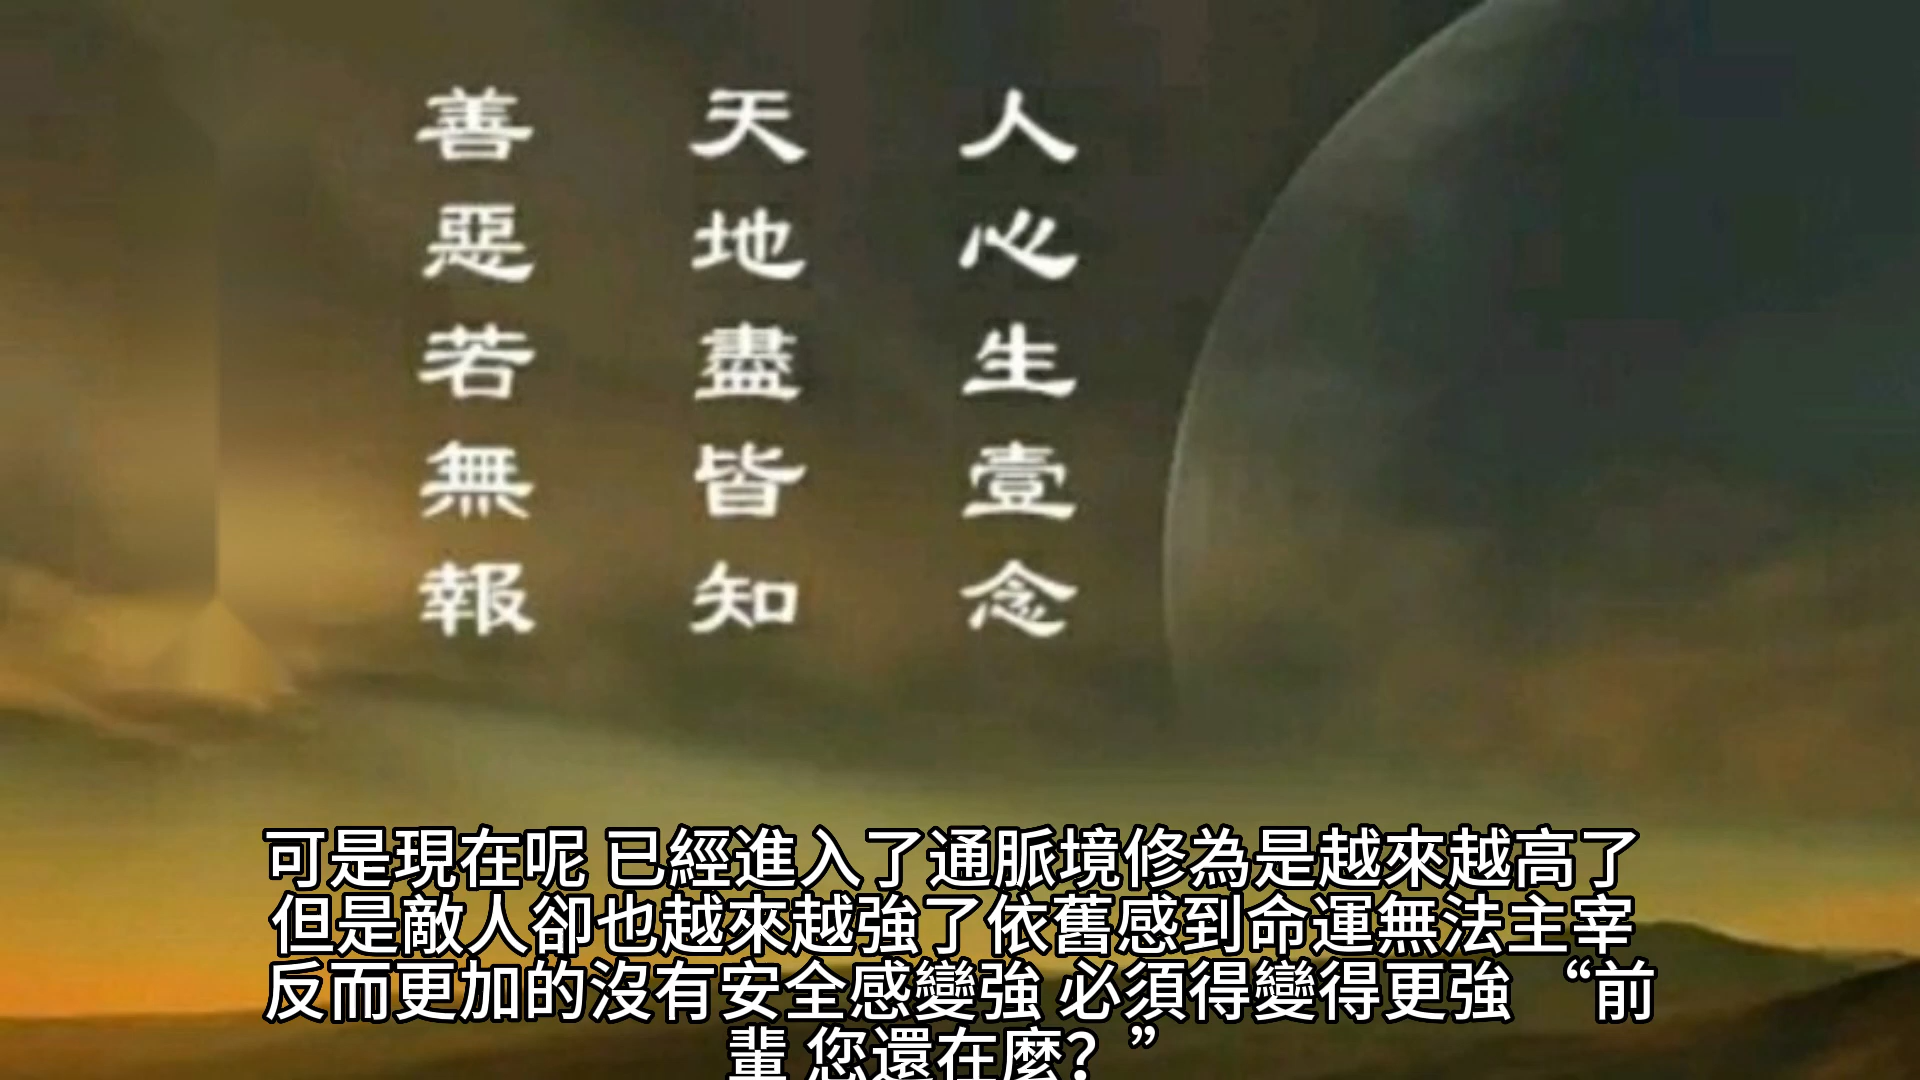 人心生壹念
天地盡皆知
善惡若無報
可是現在呢 已經進入了通脈境修為是越來越高了
但是敵人卻也越來越強了依舊感到命運無法主宰
反而更加的沒有安全感變強 必須得變得更強 “前
輩 您還在麼？”